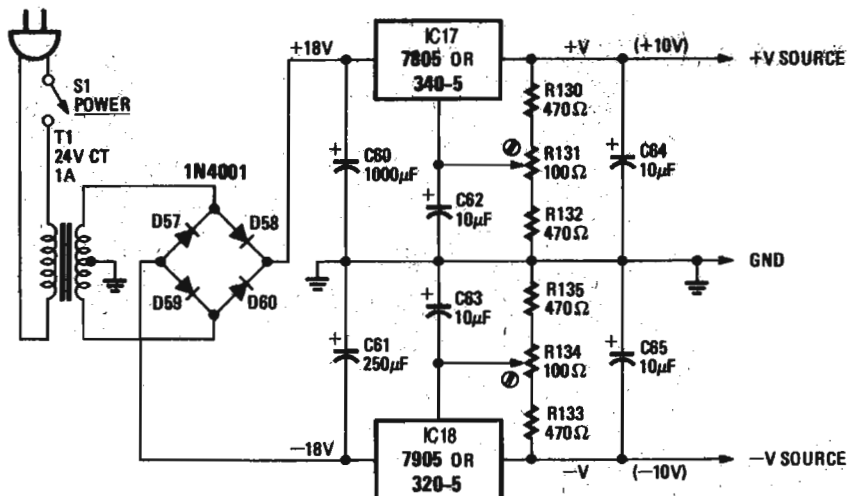 S1
POWER
T1
24V CT
1A
1N4001
D57
D58
D59
D60
+18V
-18V
+
C60
1000µF
+
C61
250µF
IC17
7805 OR
340-5
+
C62
10µF
+
C63
10µF
IC18
7905 OR
320-5
R130
470Ω
R131
100Ω
R132
470Ω
R135
470Ω
R134
100Ω
R133
470Ω
+V
(+10V)
+V SOURCE
+
C64
10µF
GND
+
C65
10µF
-V
(-10V)
-V SOURCE